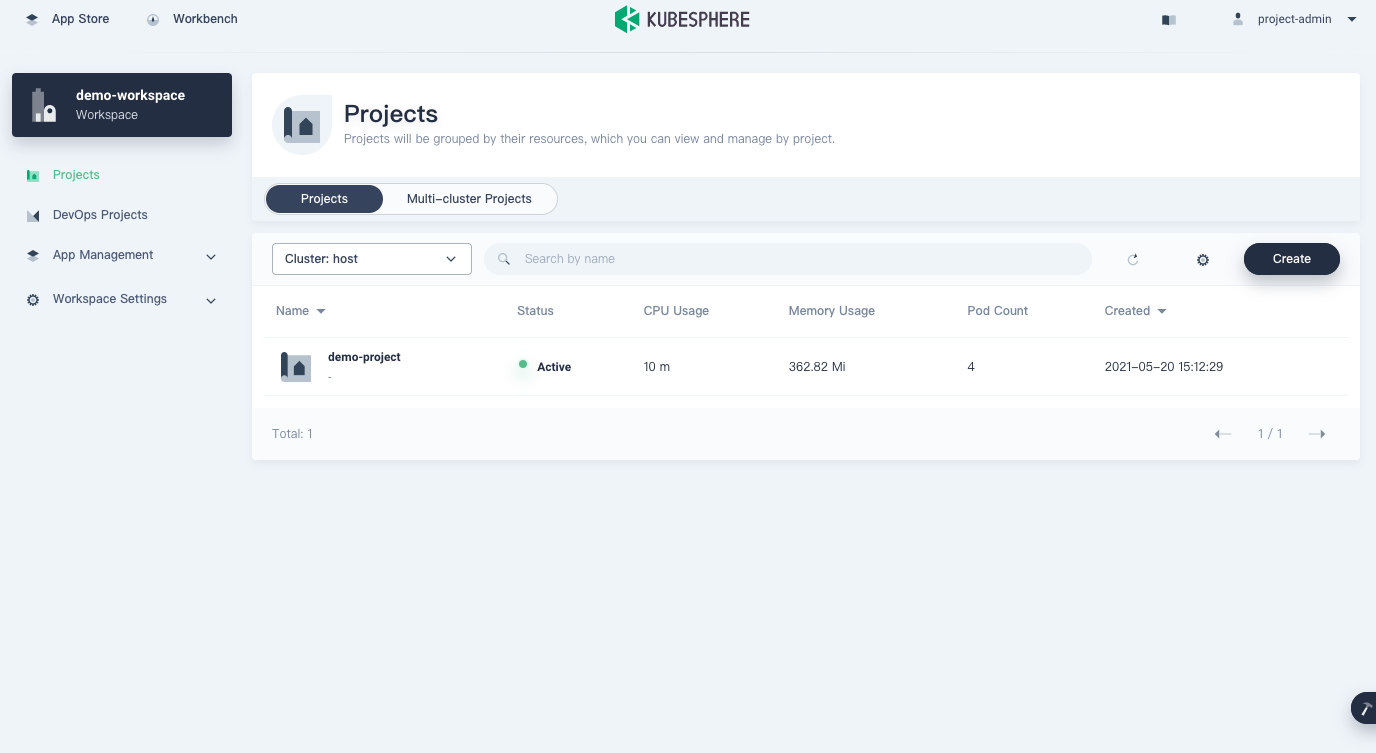 App Store
Workbench
KUBESPHERE
project-admin
demo-workspace
Workspace
Projects
DevOps Projects
App Management
Workspace Settings
Projects
Projects will be grouped by their resources, which you can view and manage by project.
Projects
Multi-cluster Projects
Cluster: host
Search by name
Create
Name
Status
CPU Usage
Memory Usage
Pod Count
Created
demo-project
-
Active
10 m
362.82 Mi
4
2021-05-20 15:12:29
Total: 1
1 / 1